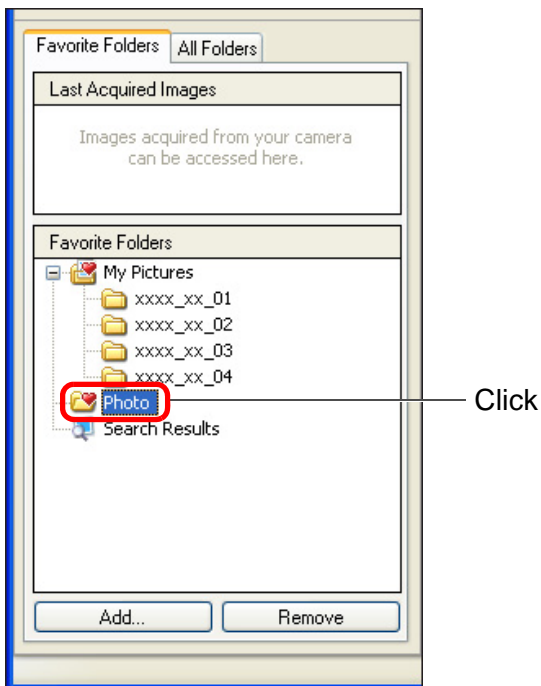 Favorite Folders All Folders
Last Acquired Images
Images acquired from your camera
can be accessed here.
Favorite Folders
My Pictures
xxxx_xx_01
xxxx_xx_02
xxxx_xx_03
xxxx_xx_04
Photo
Click
Search Results
Add... Remove